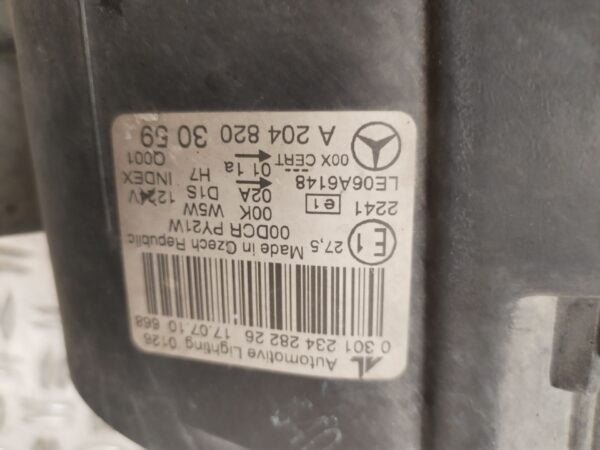 Automotive Lighting 0126
0 301 234 282 26 17.07.10 668
27,5 Made in Czech Republic
E1 00DCR PY21W
00K W5W
2241 e1 02A D1S 12V
LE06A6148 01 1a H7 INDEX
00X CERT Q001
A 204 820 30 59